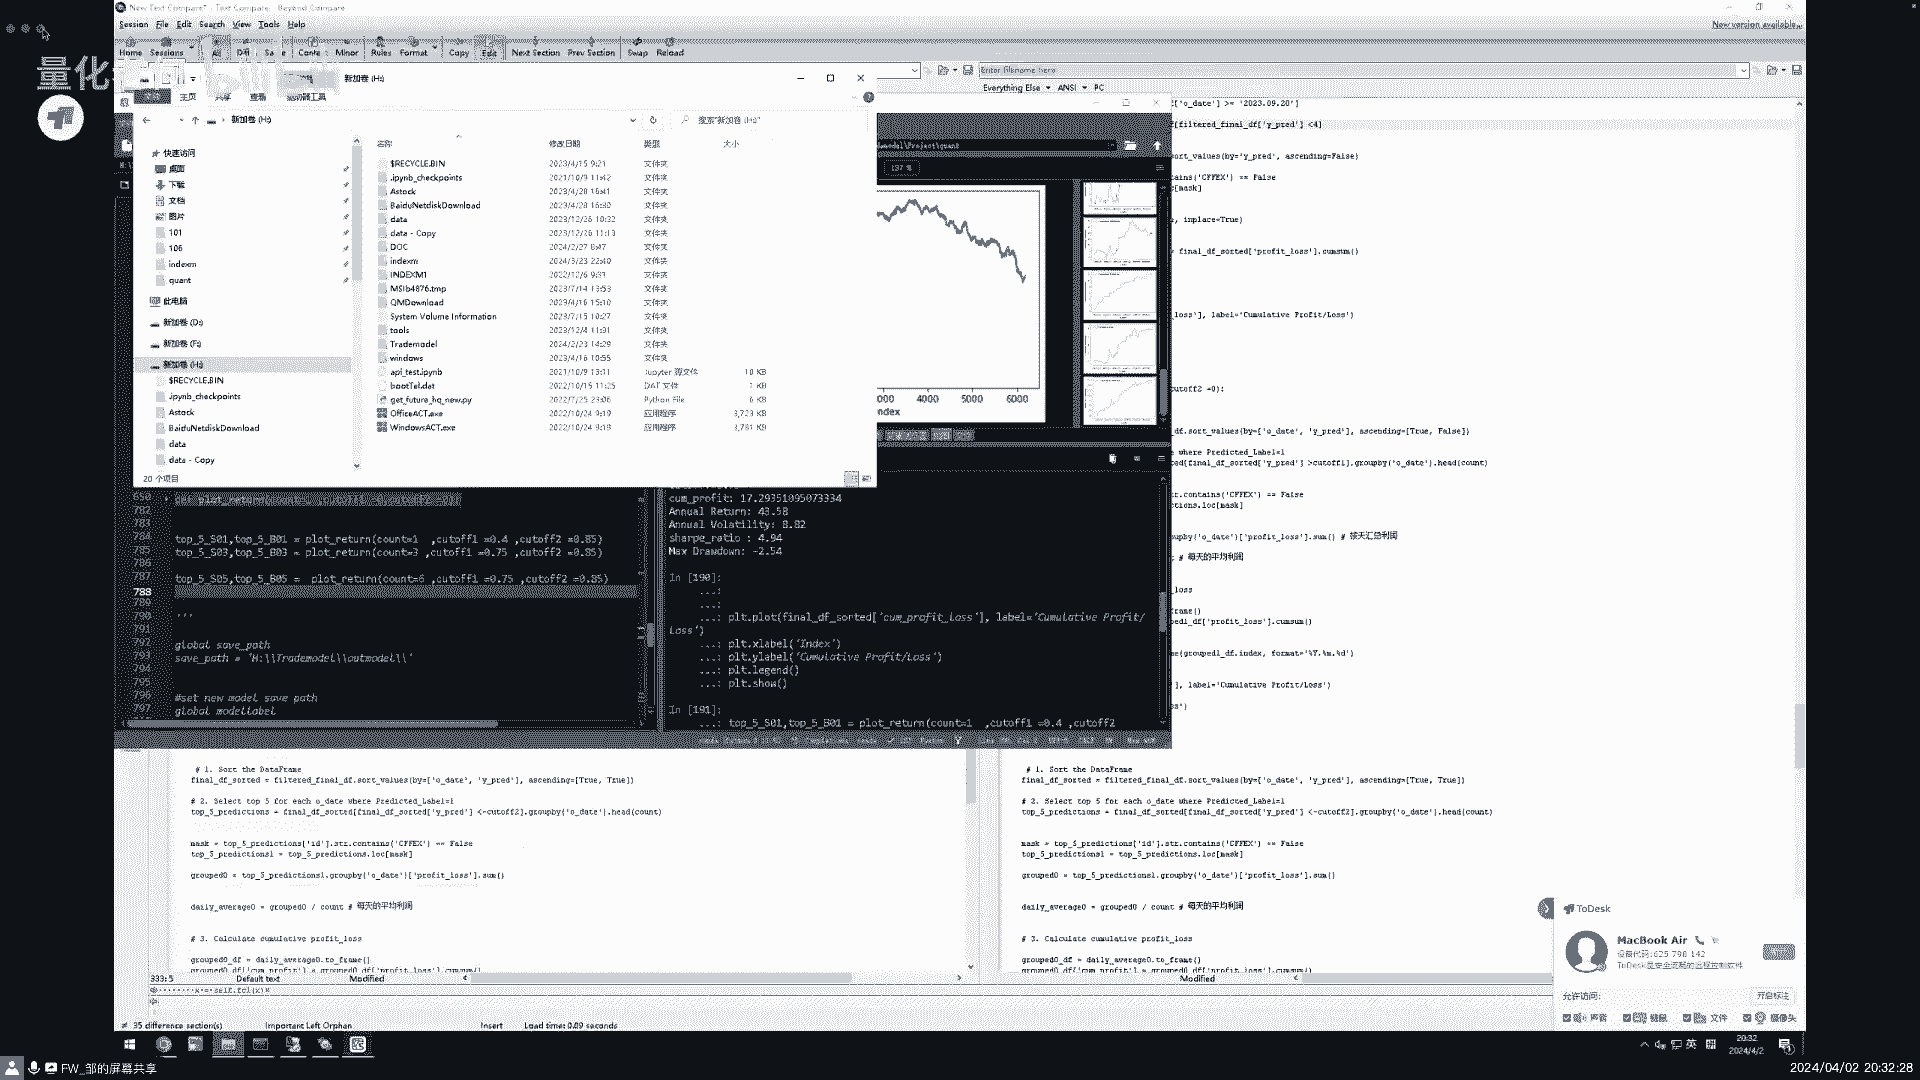 New Text Compare* - Text Compare - Beyond Compare
Session File Edit Search View Tools Help
New version available...
Home Sessions All Minor Rules Format Copy Edit Next Section Prev Section Swap Reload
量化
新加卷 (H:)
主页 共享 查看 驱动器工具
Enter filename here
Everything Else ANSI PC
新加卷 (H:)
搜索"新加卷 (H:)"
名称 修改日期 类型 大小
快速访问
桌面
下载
文档
图片
101
106
indexm
quant
此电脑
新加卷 (D:)
新加卷 (F:)
新加卷 (H:)
$RECYCLE.BIN
.ipynb_checkpoints
Astock
BaiduNetdiskDownload
data
data - Copy
$RECYCLE.BIN 2023/4/15 9:21 文件夹
.ipynb_checkpoints 2021/10/9 11:42 文件夹
Astock 2023/4/28 16:41 文件夹
BaiduNetdiskDownload 2023/4/28 16:30 文件夹
data 2023/12/26 10:22 文件夹
data - Copy 2023/12/26 11:13 文件夹
DOC 2024/2/27 8:47 文件夹
indexm 2024/3/23 22:40 文件夹
INDEXM1 2022/12/6 9:33 文件夹
MSIb4876.tmp 2023/7/14 13:53 文件夹
QMDownload 2023/4/16 15:10 文件夹
System Volume Information 2023/7/15 10:27 文件夹
tools 2023/12/4 11:31 文件夹
Trademodel 2024/2/23 14:29 文件夹
windows 2023/4/16 10:55 文件夹
api_test.ipynb 2021/10/9 13:11 Jupyter 源文件 10 KB
bootTel.dat 2022/10/15 11:25 DAT 文件 1 KB
get_future_hq_new.py 2022/7/25 23:06 Python File 6 KB
OfficeACT.exe 2022/10/24 9:19 应用程序 3,723 KB
WindowsACT.exe 2022/10/24 9:19 应用程序 3,781 KB
20 个项目
137 %
4000 5000 6000
index
['o_date'] >= '2023.09.20']
[filtered_final_df['y_pred'] <4]
sort_values(by='y_pred', ascending=False)
ains('CFFEX') == False
[mask]
, inplace=True)
final_df_sorted['profit_loss'].cumsum()
loss'], label='Cumulative Profit/Loss')
cutoff2 =0):
df.sort_values(by=['o_date', 'y_pred'], ascending=[True, False])
e where Predicted_Label=1
ed[final_df_sorted['y_pred'] >cutoff1].groupby('o_date').head(count)
str.contains('CFFEX') == False
ctions.loc[mask]
upby('o_date')['profit_loss'].sum() # 按天汇总利润
# 每天的平均利润
loss
frame()
ped1_df['profit_loss'].cumsum()
e(grouped1_df.index, format='%Y.%m.%d')
], label='Cumulative Profit/Loss')
650 def plot_return(
782
783
784 top_5_S01,top_5_B01 = plot_return(count=1 ,cutoff1 =0.4 ,cutoff2 =0.85)
785 top_5_S03,top_5_B03 = plot_return(count=3 ,cutoff1 =0.75 ,cutoff2 =0.85)
786
787 top_5_S05,top_5_B05 = plot_return(count=6 ,cutoff1 =0.75 ,cutoff2 =0.85)
788
789
790 '''
791
792 global save_path
793 save_path = 'H:\\Trademodel\\outmodel\\'
794
795
796 #set new model save path
797 global modellabel
cum_profit: 17.29351095073334
Annual Return: 43.58
Annual Volatility: 8.82
sharpe_ratio : 4.94
Max Drawdown: -2.54
In [190]:
...:
...:
...: plt.plot(final_df_sorted['cum_profit_loss'], label='Cumulative Profit/
Loss')
...: plt.xlabel('Index')
...: plt.ylabel('Cumulative Profit/Loss')
...: plt.legend()
...: plt.show()
In [191]:
...: top_5_S01,top_5_B01 = plot_return(count=1 ,cutoff1 =0.4 ,cutoff2
# 1. Sort the DataFrame
final_df_sorted = filtered_final_df.sort_values(by=['o_date', 'y_pred'], ascending=[True, True])
# 2. Select top 5 for each o_date where Predicted_Label=1
top_5_predictions = final_df_sorted[final_df_sorted['y_pred'] <-cutoff2].groupby('o_date').head(count)
mask = top_5_predictions['id'].str.contains('CFFEX') == False
top_5_predictions1 = top_5_predictions.loc[mask]
grouped0 = top_5_predictions1.groupby('o_date')['profit_loss'].sum()
daily_average0 = grouped0 / count # 每天的平均利润
# 3. Calculate cumulative profit_loss
grouped0_df = daily_average0.to_frame()
grouped0_df['cum_profit'] = grouped0_df['profit_loss'].cumsum()
# 1. Sort the DataFrame
final_df_sorted = filtered_final_df.sort_values(by=['o_date', 'y_pred'], ascending=[True, True])
# 2. Select top 5 for each o_date where Predicted_Label=1
top_5_predictions = final_df_sorted[final_df_sorted['y_pred'] <-cutoff2].groupby('o_date').head(count)
mask = top_5_predictions['id'].str.contains('CFFEX') == False
top_5_predictions1 = top_5_predictions.loc[mask]
grouped0 = top_5_predictions1.groupby('o_date')['profit_loss'].sum()
daily_average0 = grouped0 / count # 每天的平均利润
# 3. Calculate cumulative profit_loss
grouped0_df = daily_average0.to_frame()
grouped0_df['cum_profit'] = grouped0_df['profit_loss'].cumsum()
333:5 Default text Modified
Modified
35 difference section(s) Important Left Orphan Insert Load time: 0.09 seconds
ToDesk
MacBook Air
设备代码:625 798 142
ToDesk是安全流畅的远程控制软件
允许访问: 开启标注
声音 键鼠 文件 摄像头
英
20:32
2024/4/2
FW_邹的屏幕共享
2024/04/02 20:32:28